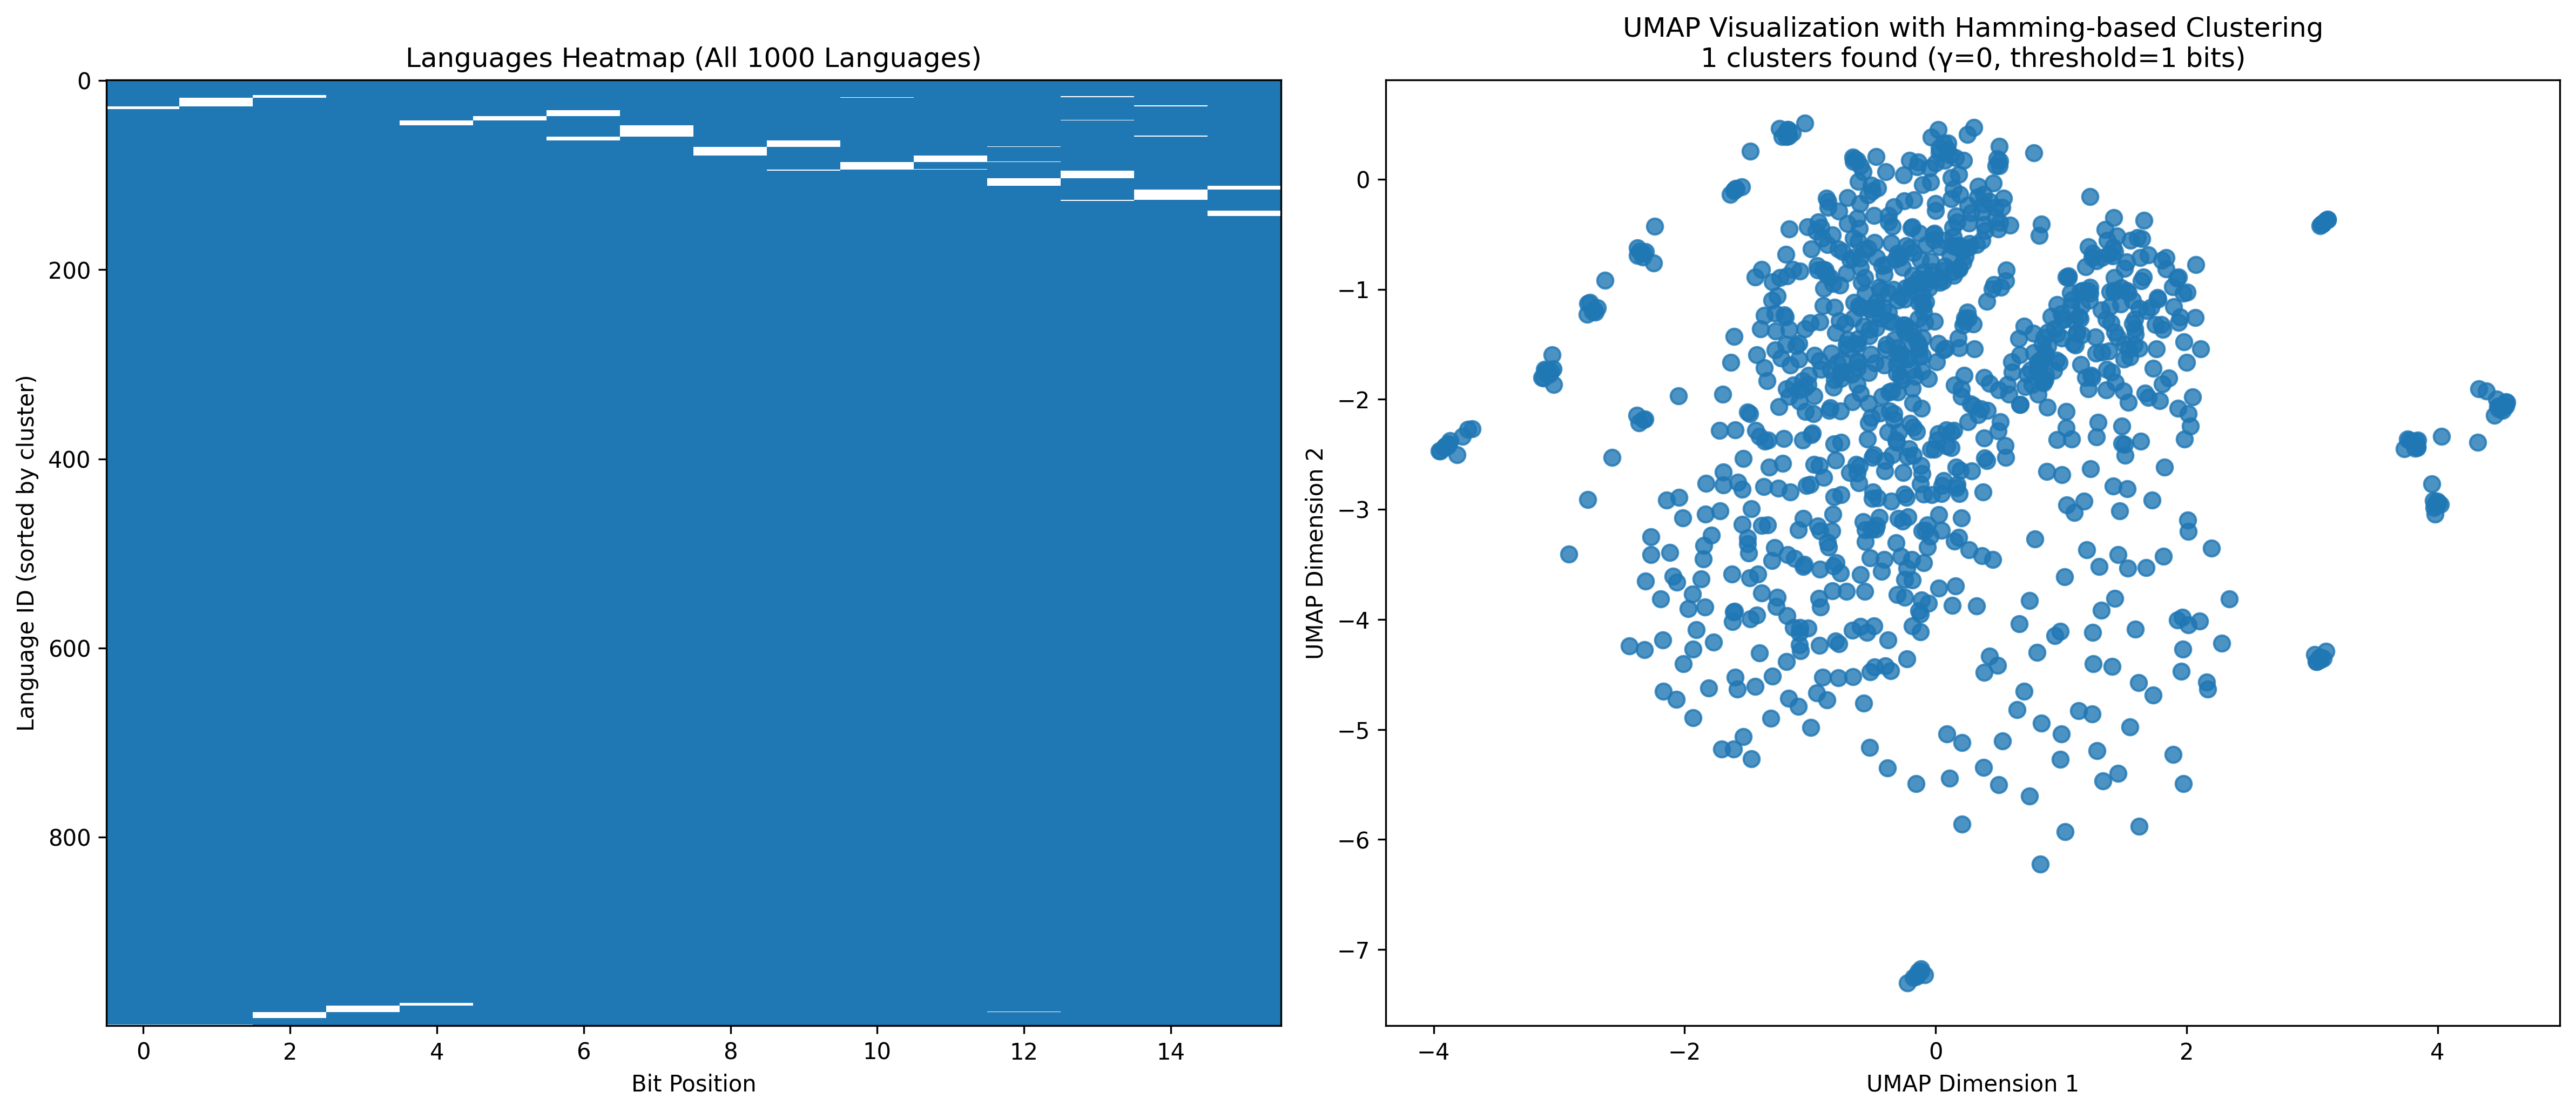 Languages Heatmap (All 1000 Languages)
0
200
400
600
800
Language ID (sorted by cluster)
0 2 4 6 8 10 12 14
Bit Position
UMAP Visualization with Hamming-based Clustering
1 clusters found (γ=0, threshold=1 bits)
0
−1
−2
−3
−4
−5
−6
−7
UMAP Dimension 2
−4 −2 0 2 4
UMAP Dimension 1